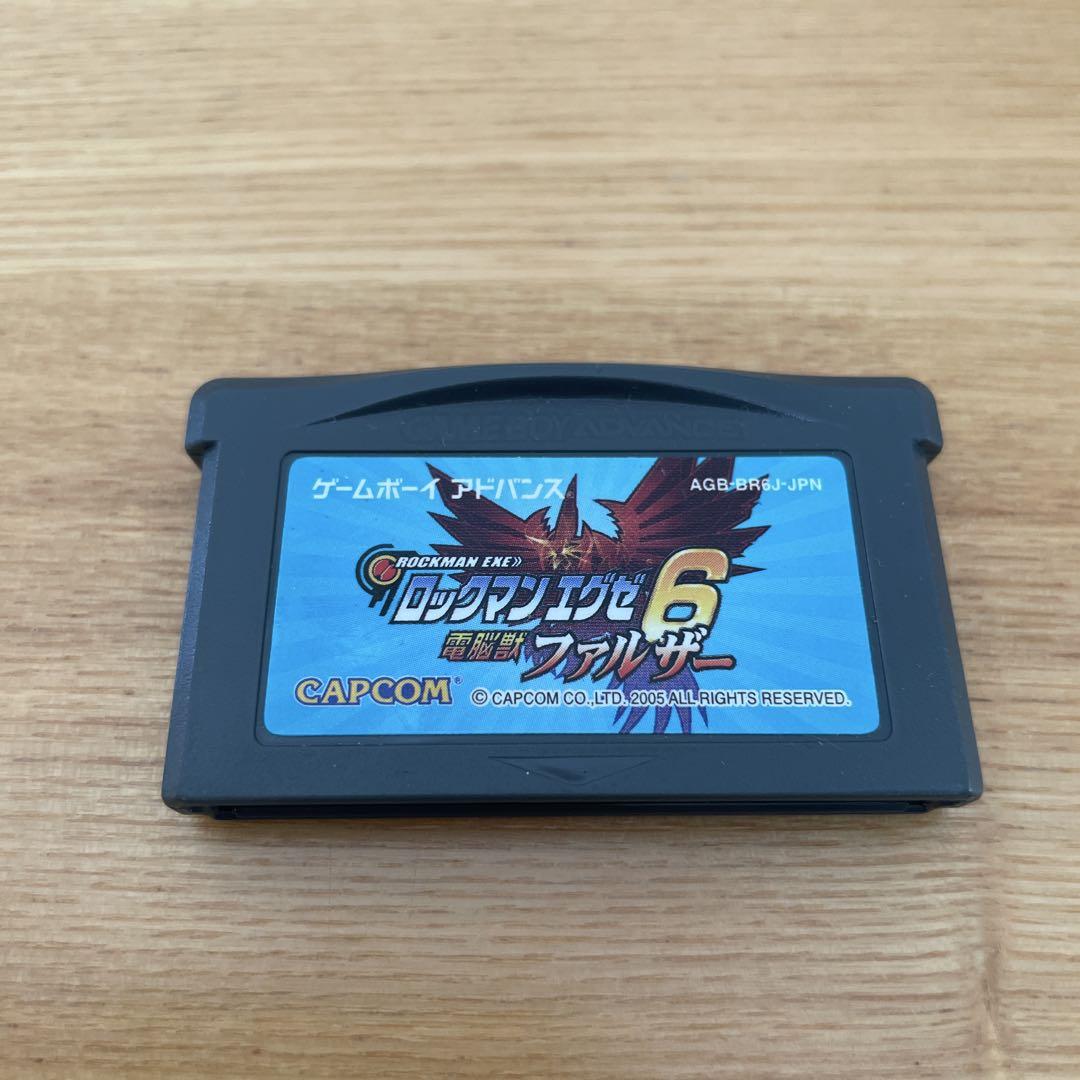 GAME BOY ADVANCE
ゲームボーイ アドバンス
AGB-BR6J-JPN
ROCKMAN EXE
ロックマン エグゼ6
電脳獣 ファルザー
CAPCOM®
© CAPCOM CO.,LTD. 2005 ALL RIGHTS RESERVED.